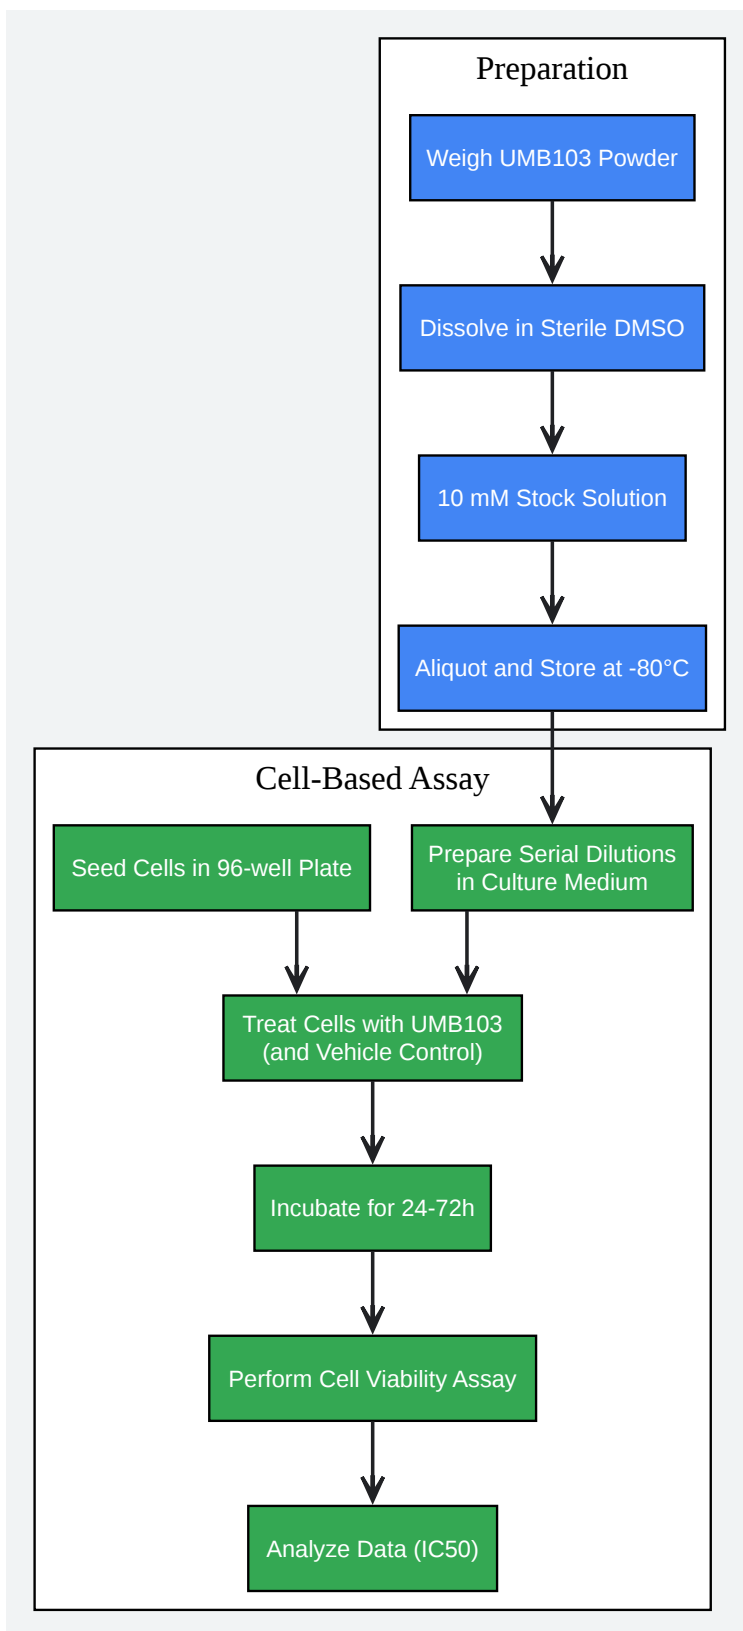 Preparation
Weigh UMB103 Powder
Dissolve in Sterile DMSO
10 mM Stock Solution
Aliquot and Store at -80°C
Cell-Based Assay
Seed Cells in 96-well Plate
Prepare Serial Dilutions
in Culture Medium
Treat Cells with UMB103
(and Vehicle Control)
Incubate for 24-72h
Perform Cell Viability Assay
Analyze Data (IC50)